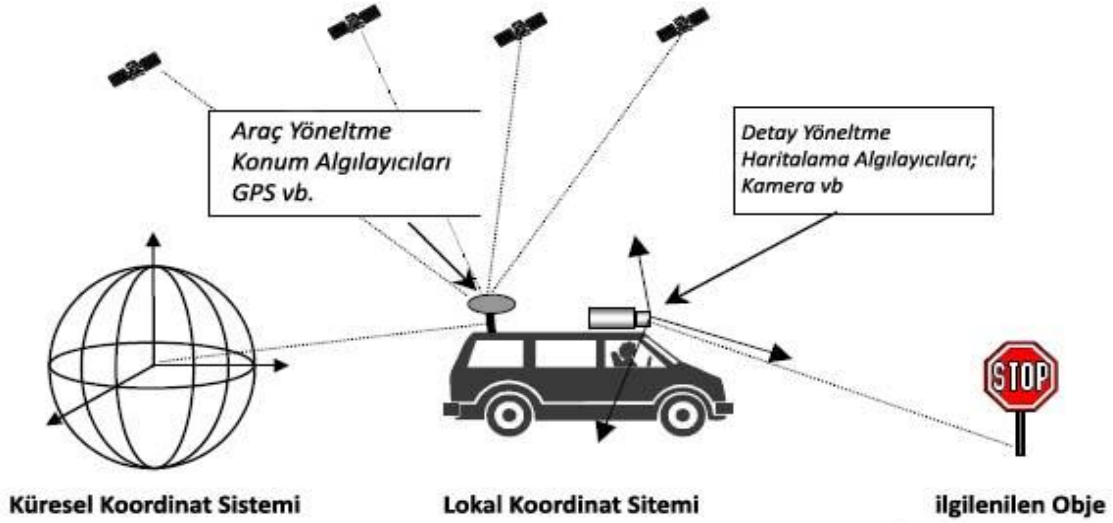 Araç Yöneltme
Konum Algılayıcıları
GPS vb.
Detay Yöneltme
Haritalama Algılayıcıları;
Kamera vb
STOP
Küresel Koordinat Sistemi
Lokal Koordinat Sitemi
ilgilenilen Obje